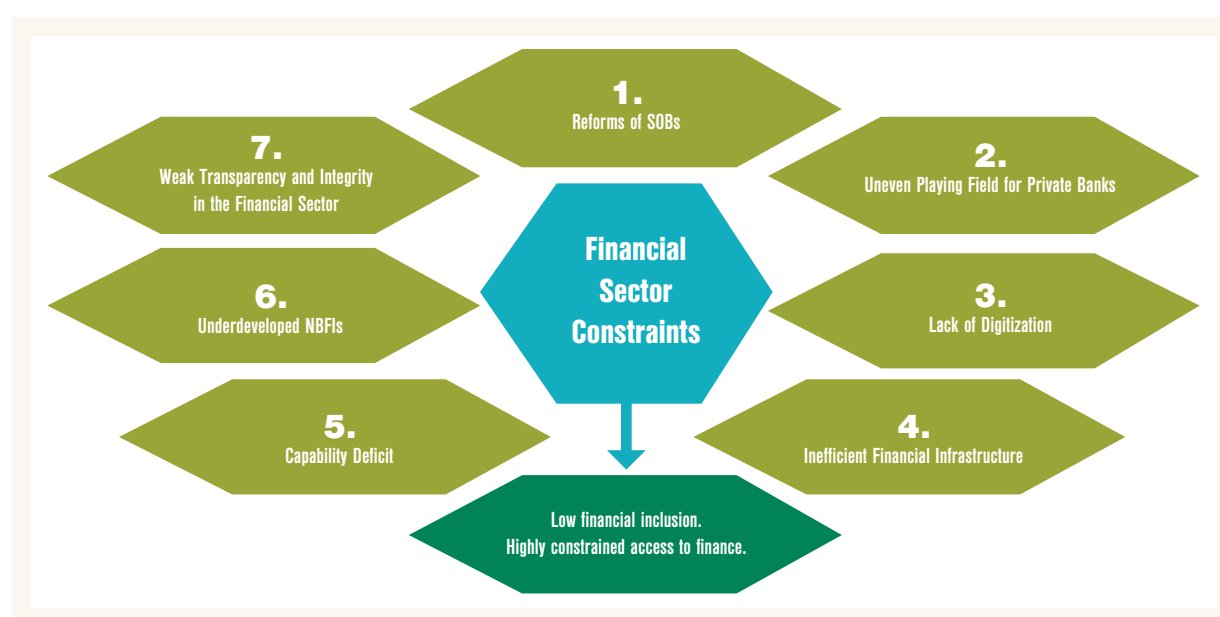 1.
Reforms of SOBs
2.
Uneven Playing Field for Private Banks
3.
Lack of Digitization
4.
Inefficient Financial Infrastructure
5.
Capability Deficit
6.
Underdeveloped NBFIs
7.
Weak Transparency and Integrity
in the Financial Sector
Financial
Sector
Constraints
Low financial inclusion.
Highly constrained access to finance.